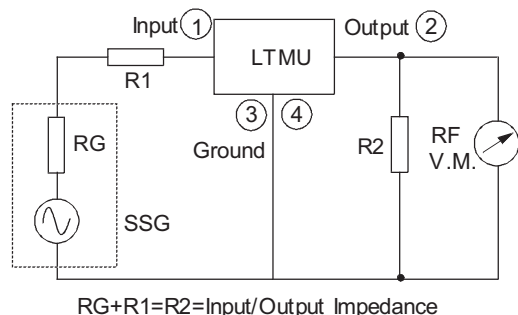 Input ① Output ②
LTMU
R1
③ ④
Ground
RG
R2
RF
V.M.
SSG
RG+R1=R2=Input/Output Impedance